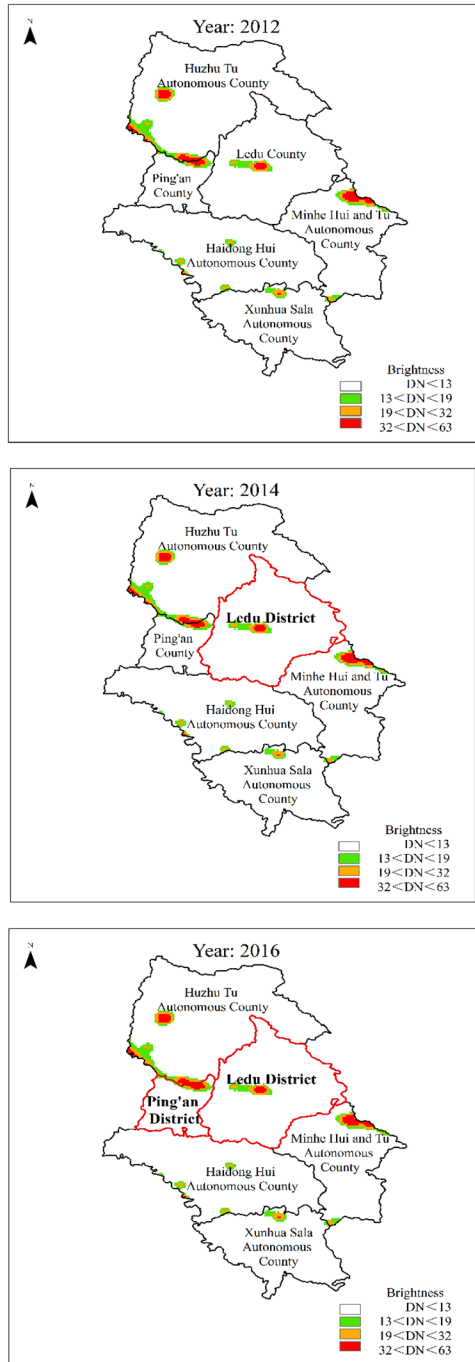 N
Year: 2012
Huzhu Tu
Autonomous County
Ledu County
Ping'an
County
Minhe Hui and Tu
Autonomous
County
Haidong Hui
Autonomous County
Xunhua Sala
Autonomous
County
Brightness
DN<13
13<DN<19
19<DN<32
32<DN<63
N
Year: 2014
Huzhu Tu
Autonomous County
Ledu District
Ping'an
County
Minhe Hui and Tu
Autonomous
County
Haidong Hui
Autonomous County
Xunhua Sala
Autonomous
County
Brightness
DN<13
13<DN<19
19<DN<32
32<DN<63
N
Year: 2016
Huzhu Tu
Autonomous County
Ledu District
Ping'an
District
Minhe Hui and Tu
Autonomous
County
Haidong Hui
Autonomous County
Xunhua Sala
Autonomous
County
Brightness
DN<13
13<DN<19
19<DN<32
32<DN<63